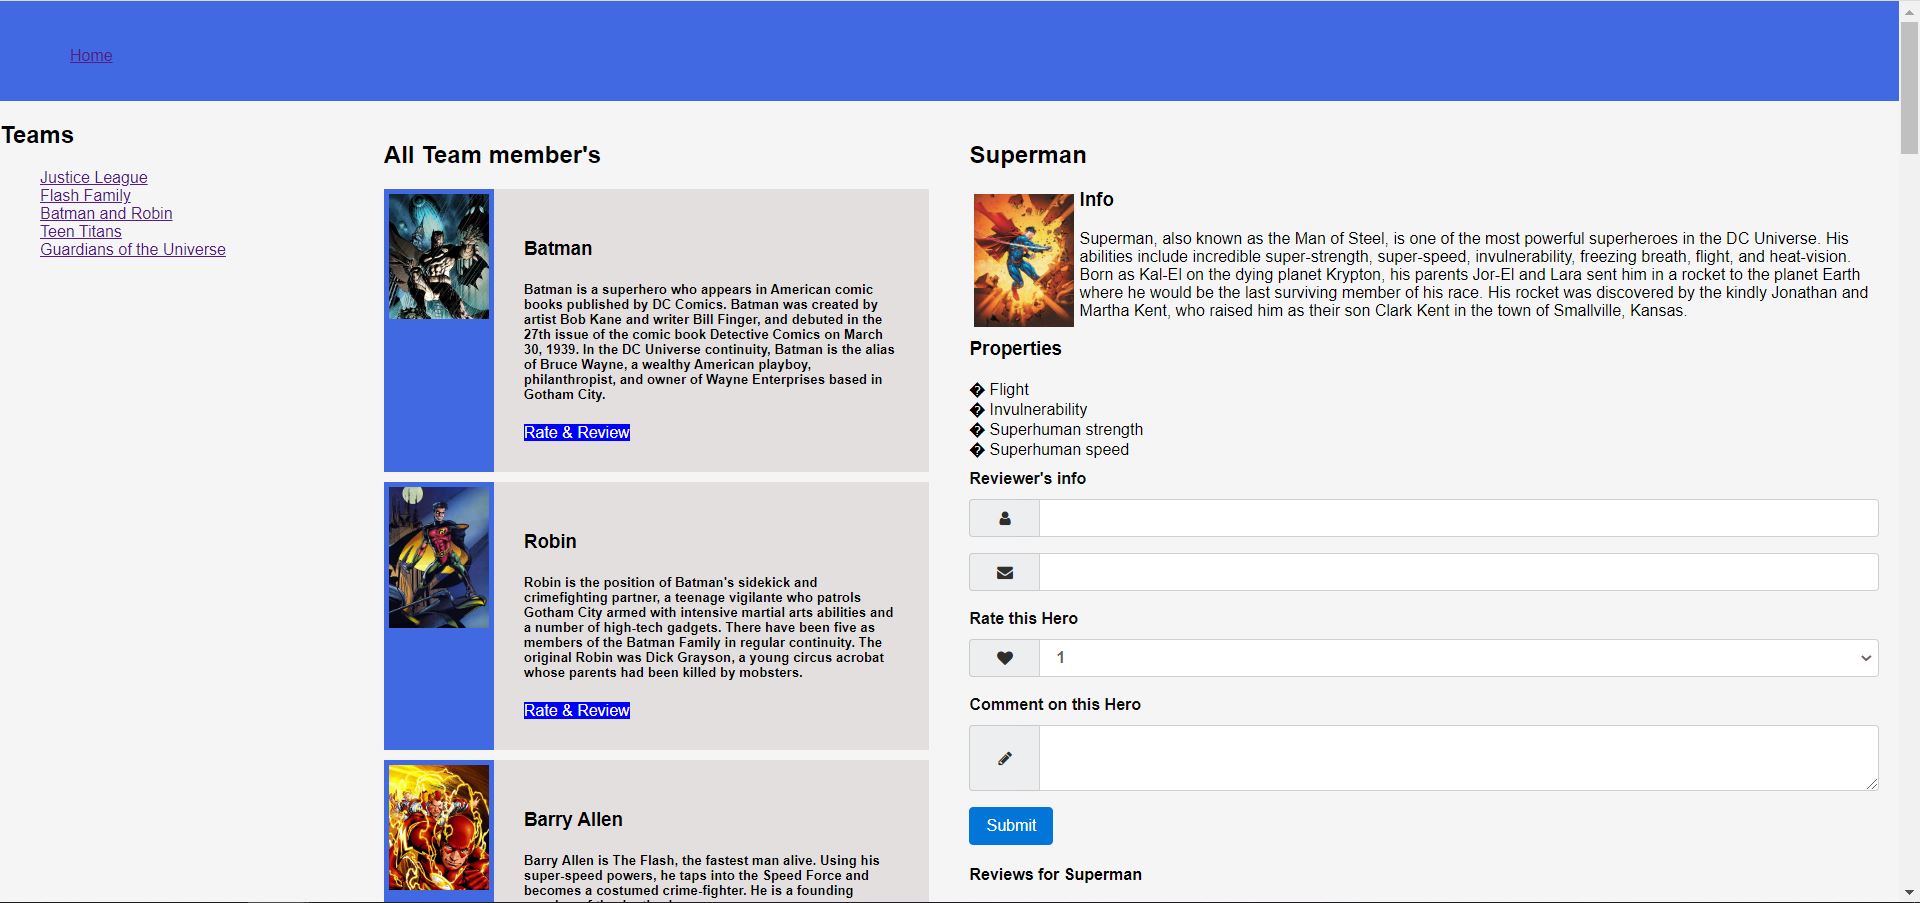 Home
Teams
Justice League
Flash Family
Batman and Robin
Teen Titans
Guardians of the Universe
All Team member's
Batman
Batman is a superhero who appears in American comic
books published by DC Comics. Batman was created by
artist Bob Kane and writer Bill Finger, and debuted in the
27th issue of the comic book Detective Comics on March
30, 1939. In the DC Universe continuity, Batman is the alias
of Bruce Wayne, a wealthy American playboy,
philanthropist, and owner of Wayne Enterprises based in
Gotham City.
Rate & Review
Robin
Robin is the position of Batman's sidekick and
crimefighting partner, a teenage vigilante who patrols
Gotham City armed with intensive martial arts abilities and
a number of high-tech gadgets. There have been five as
members of the Batman Family in regular continuity. The
original Robin was Dick Grayson, a young circus acrobat
whose parents had been killed by mobsters.
Rate & Review
Barry Allen
Barry Allen is The Flash, the fastest man alive. Using his
super-speed powers, he taps into the Speed Force and
becomes a costumed crime-fighter. He is a founding
Superman
Info
Superman, also known as the Man of Steel, is one of the most powerful superheroes in the DC Universe. His
abilities include incredible super-strength, super-speed, invulnerability, freezing breath, flight, and heat-vision.
Born as Kal-El on the dying planet Krypton, his parents Jor-El and Lara sent him in a rocket to the planet Earth
where he would be the last surviving member of his race. His rocket was discovered by the kindly Jonathan and
Martha Kent, who raised him as their son Clark Kent in the town of Smallville, Kansas.
Properties
� Flight
� Invulnerability
� Superhuman strength
� Superhuman speed
Reviewer's info
Rate this Hero
1
Comment on this Hero
Submit
Reviews for Superman